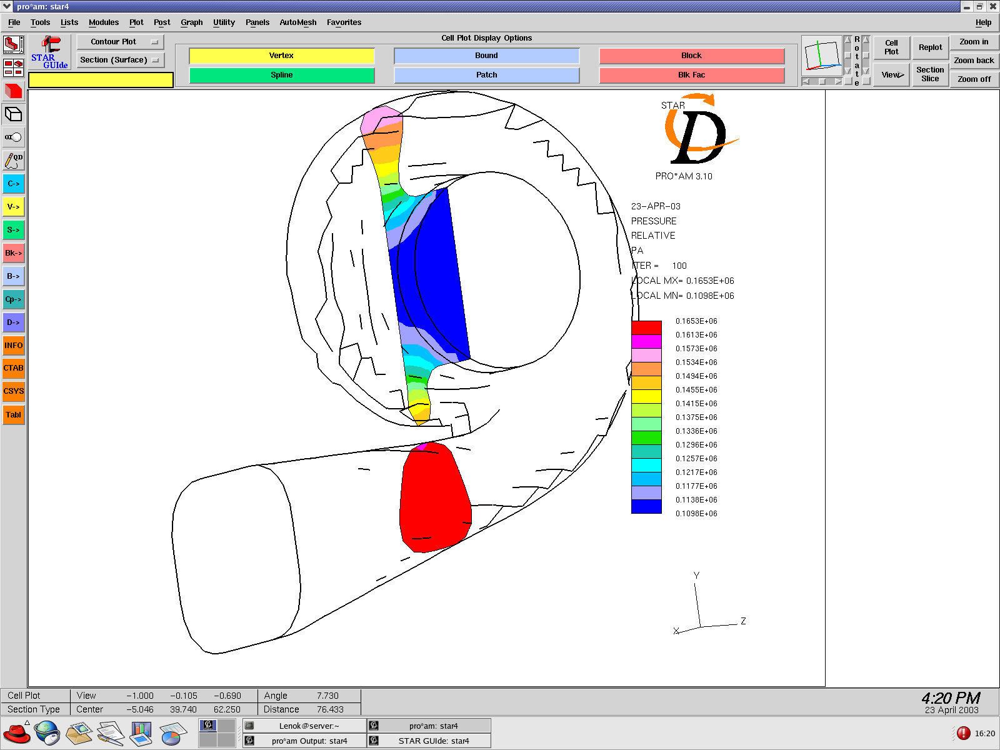 pro*am: star4
File Tools Lists Modules Plot Post Graph Utility Panels AutoMesh Favorites Help
STAR
GUIde
Contour Plot
Section (Surface)
Cell Plot Display Options
Vertex Bound Block
Spline Patch Blk Fac
Rotate
Cell
Plot
Replot
Zoom in
Zoom back
View>
Section
Slice
Zoom off
QD
C->
V->
S->
Bk->
B->
Cp->
D->
INFO
CTAB
CSYS
Tabl
STAR
D
PRO*AM 3.10
23-APR-03
PRESSURE
RELATIVE
PA
ITER = 100
LOCAL MX= 0.1653E+06
LOCAL MN= 0.1098E+06
0.1653E+06
0.1613E+06
0.1573E+06
0.1534E+06
0.1494E+06
0.1455E+06
0.1415E+06
0.1375E+06
0.1336E+06
0.1296E+06
0.1257E+06
0.1217E+06
0.1177E+06
0.1138E+06
0.1098E+06
Y
X
Z
Cell Plot View -1.000 -0.105 -0.690 Angle 7.730
Section Type Center -5.046 39.740 62.250 Distance 76.433
4:20 PM
23 April 2003
Lenok@server:~ pro*am: star4
pro*am Output: star4 STAR GUIde: star4
16:20